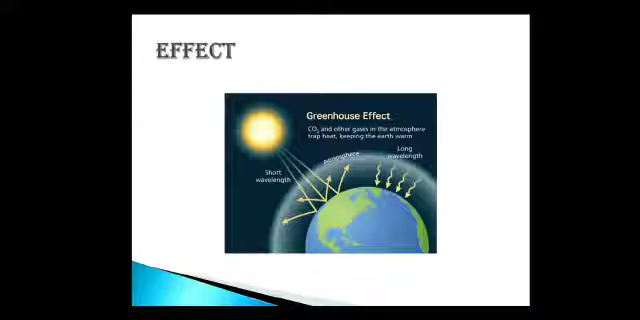 EFFECT
Greenhouse Effect
CO₂ and other gases in the atmosphere
trap heat, keeping the earth warm
Atmosphere
Long
wavelength
Short
wavelength